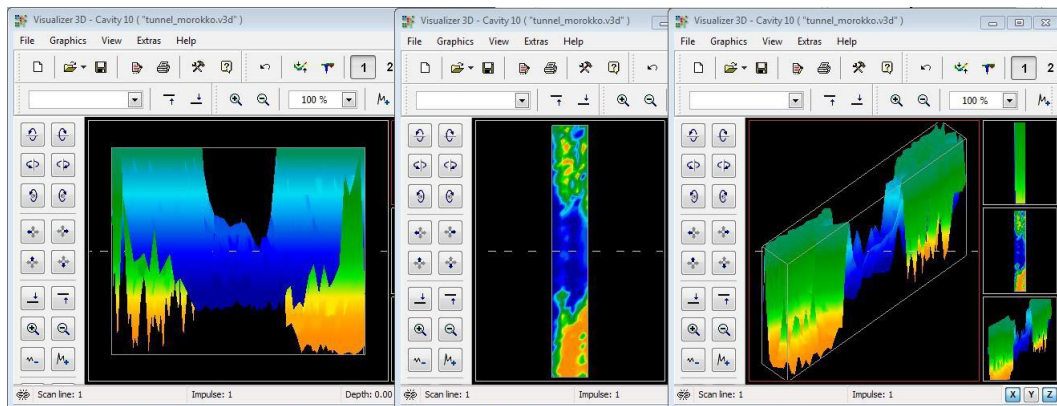 Visualizer 3D - Cavity 10 ( "tunnel_morokko.v3d" )
File Graphics View Extras Help
1 2
100 %
Scan line: 1 Impulse: 1 Depth: 0.00
Visualizer 3D - Cavity 10 ( "tunnel_morokko.v3d" )
File Graphics View Extras Help
Scan line: 1 Impulse: 1
Visualizer 3D - Cavity 10 ( "tunnel_morokko.v3d" )
File Graphics View Extras Help
1 2
100 %
Scan line: 1 Impulse: 1 X Y Z